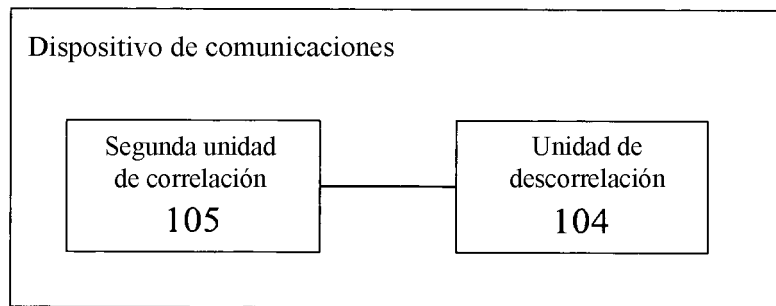 Dispositivo de comunicaciones
Segunda unidad
de correlación
105
Unidad de
descorrelación
104